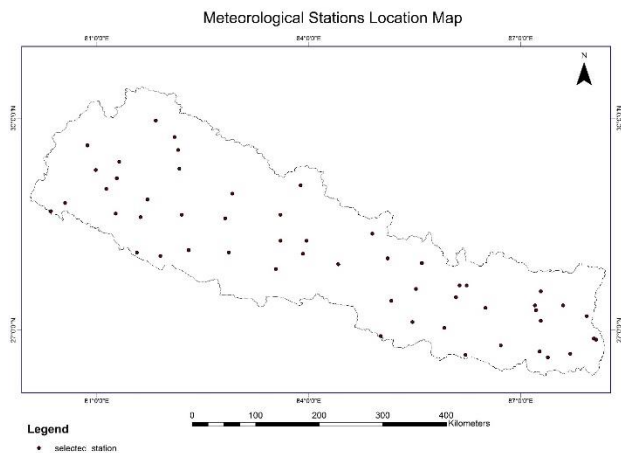 Meteorological Stations Location Map
81°0'0"E 84°0'0"E 87°0'0"E
N
30°0'0"N 30°0'0"N
27°0'0"N 27°0'0"N
81°0'0"E 84°0'0"E 87°0'0"E
Legend
selected_station
0 50 100 200 300 400
Kilometers